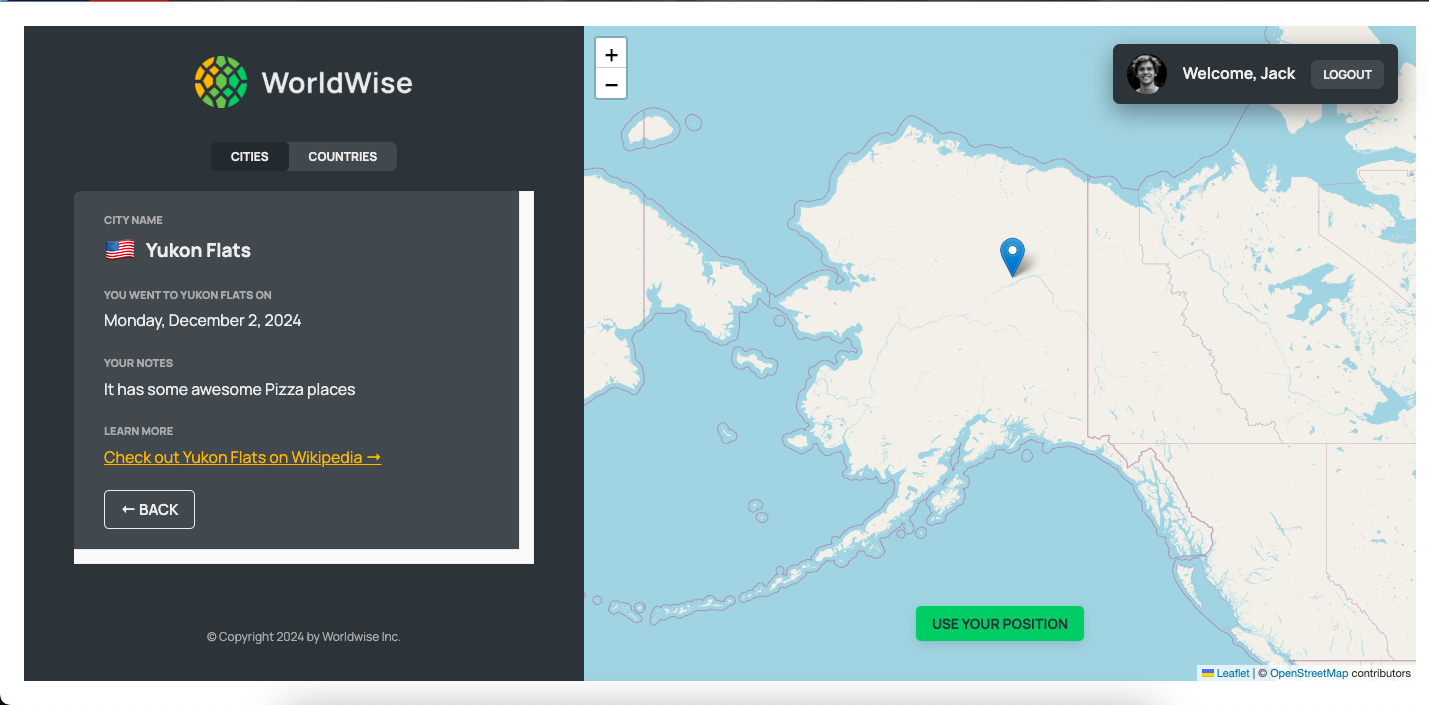 WorldWise
CITIES COUNTRIES
CITY NAME
Yukon Flats
YOU WENT TO YUKON FLATS ON
Monday, December 2, 2024
YOUR NOTES
It has some awesome Pizza places
LEARN MORE
Check out Yukon Flats on Wikipedia →
← BACK
© Copyright 2024 by Worldwise Inc.
+
−
Welcome, Jack LOGOUT
USE YOUR POSITION
Leaflet | © OpenStreetMap contributors